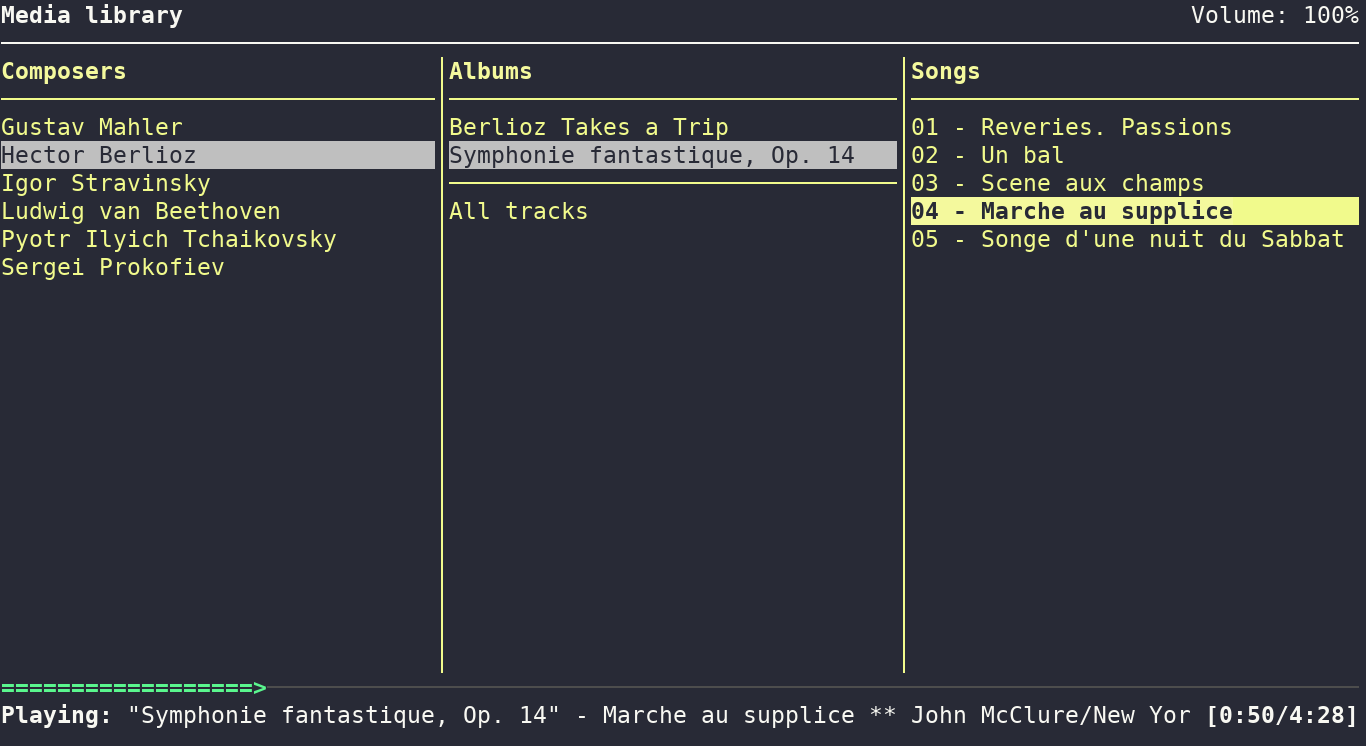 Media library Volume: 100%
Composers
Gustav Mahler
Hector Berlioz
Igor Stravinsky
Ludwig van Beethoven
Pyotr Ilyich Tchaikovsky
Sergei Prokofiev
Albums
Berlioz Takes a Trip
Symphonie fantastique, Op. 14
All tracks
Songs
01 - Reveries. Passions
02 - Un bal
03 - Scene aux champs
04 - Marche au supplice
05 - Songe d'une nuit du Sabbat
==================>
Playing: "Symphonie fantastique, Op. 14" - Marche au supplice ** John McClure/New Yor [0:50/4:28]